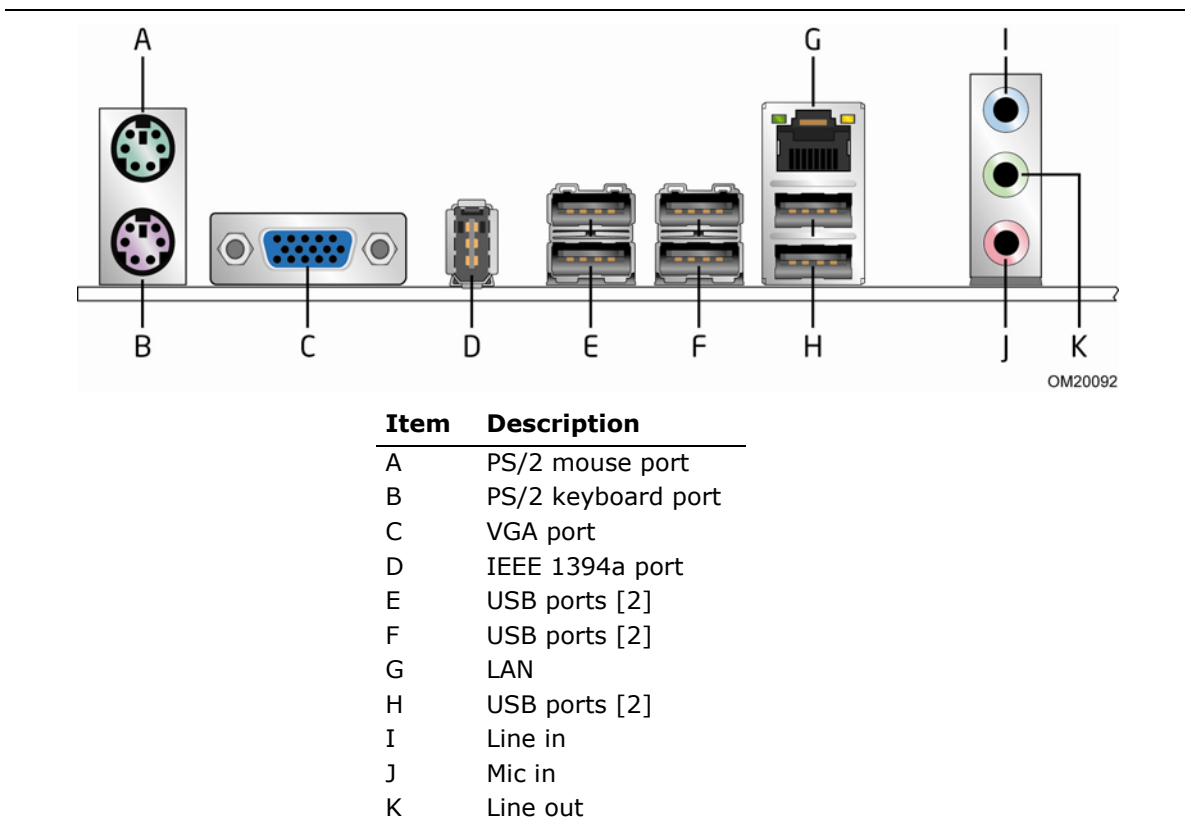 A G I
B C D E F H J K
OM20092
Item Description
A PS/2 mouse port
B PS/2 keyboard port
C VGA port
D IEEE 1394a port
E USB ports [2]
F USB ports [2]
G LAN
H USB ports [2]
I Line in
J Mic in
K Line out